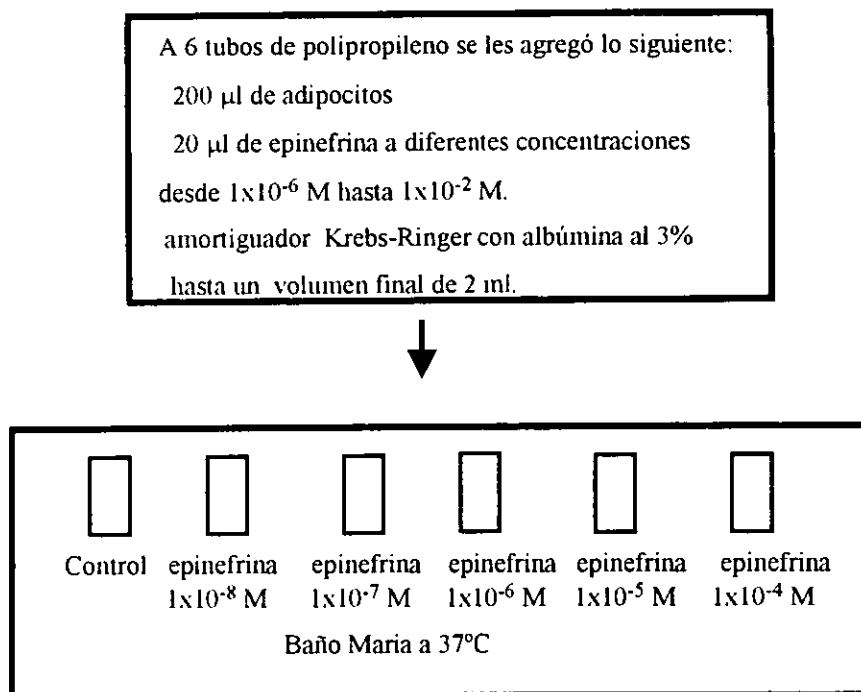 A 6 tubos de polipropileno se les agregó lo siguiente:
200 µl de adipocitos
20 µl de epinefrina a diferentes concentraciones
desde 1x10⁻⁶ M hasta 1x10⁻² M.
amortiguador Krebs-Ringer con albúmina al 3%
hasta un volumen final de 2 ml.
Control epinefrina epinefrina epinefrina epinefrina epinefrina
1x10⁻⁸ M 1x10⁻⁷ M 1x10⁻⁶ M 1x10⁻⁵ M 1x10⁻⁴ M
Baño Maria a 37ºC